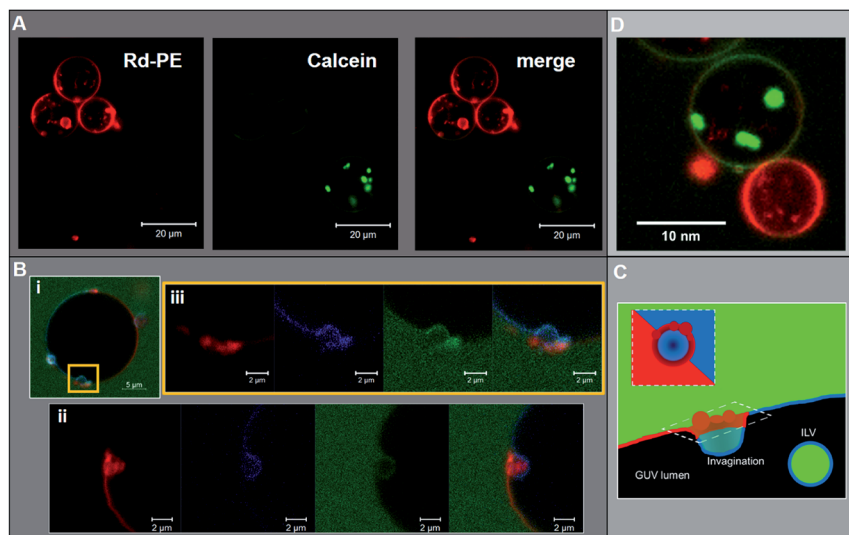 A
Rd-PE
Calcein
merge
20 µm
20 µm
20 µm
D
10 nm
B
i
5 µm
iii
2 µm
2 µm
2 µm
2 µm
ii
2 µm
2 µm
2 µm
2 µm
C
ILV
Invagination
GUV lumen